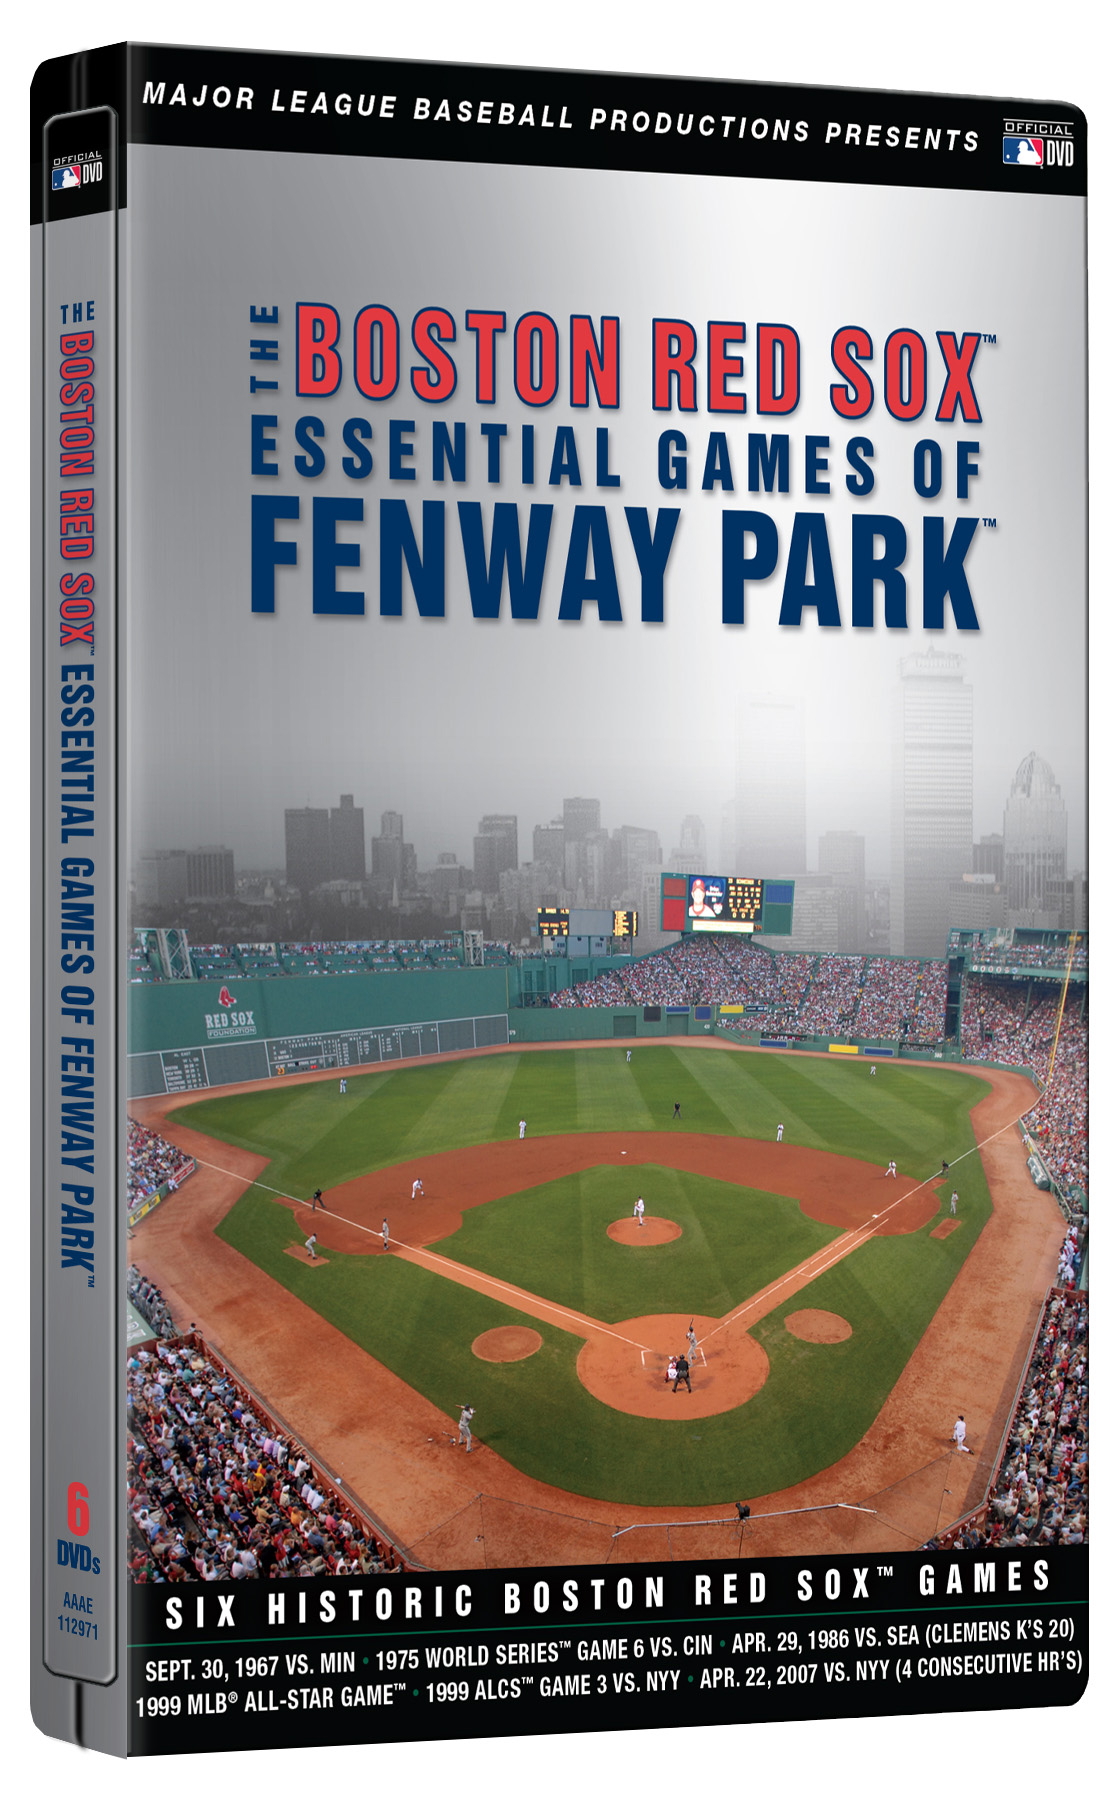 MAJOR LEAGUE BASEBALL PRODUCTIONS PRESENTS
OFFICIAL
DVD
THE BOSTON RED SOX™
ESSENTIAL GAMES OF
FENWAY PARK™
RED SOX
FOUNDATION
SIX HISTORIC BOSTON RED SOX™ GAMES
SEPT. 30, 1967 VS. MIN • 1975 WORLD SERIES™ GAME 6 VS. CIN • APR. 29, 1986 VS. SEA (CLEMENS K'S 20)
1999 MLB® ALL-STAR GAME™ • 1999 ALCS™ GAME 3 VS. NYY • APR. 22, 2007 VS. NYY (4 CONSECUTIVE HR'S)
OFFICIAL
DVD
THE BOSTON RED SOX™ ESSENTIAL GAMES OF FENWAY PARK™
6
DVDs
AAAE
112971